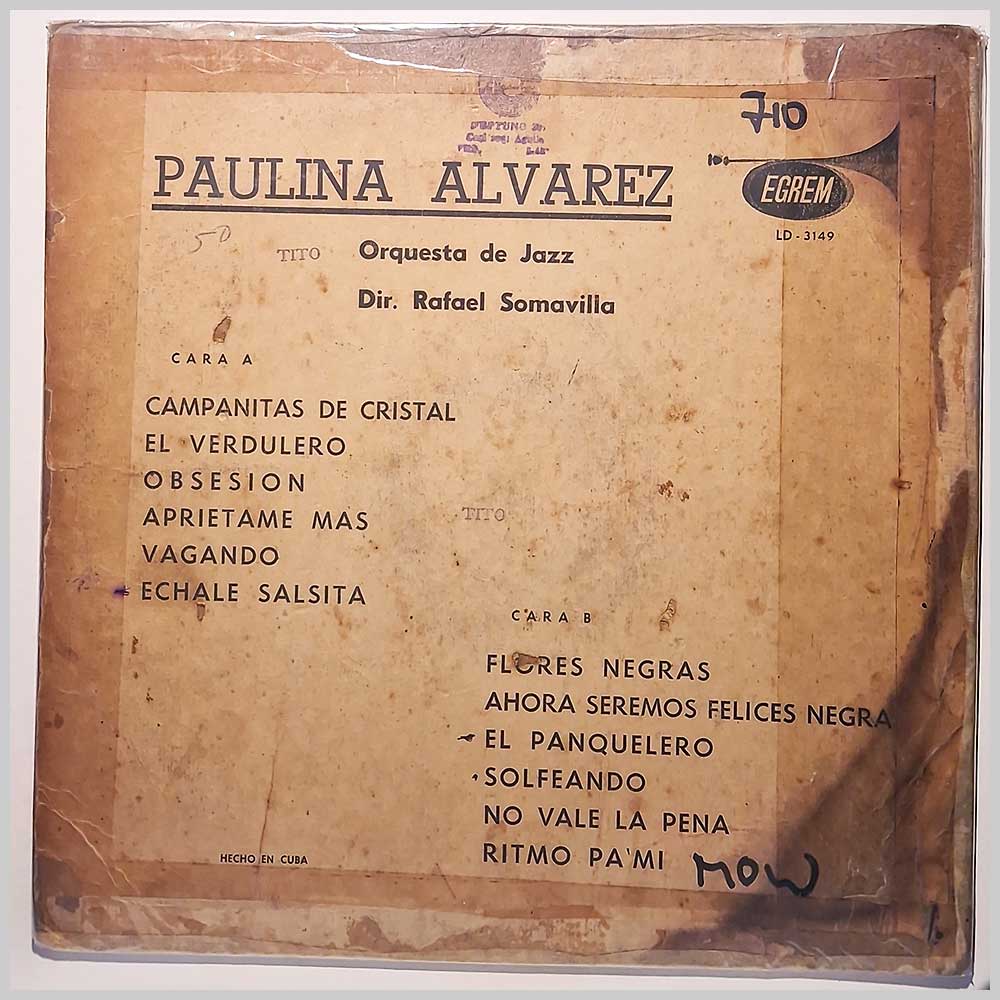 710
NEPTUNO
PAULINA ALVAREZ
EGREM
LD - 3149
50
TITO
Orquesta de Jazz
Dir. Rafael Somavilla
CARA A
CAMPANITAS DE CRISTAL
EL VERDULERO
OBSESION
APRIETAME MAS
TITO
VAGANDO
ECHALE SALSITA
CARA B
FLORES NEGRAS
AHORA SEREMOS FELICES NEGRA
EL PANQUELERO
SOLFEANDO
NO VALE LA PENA
RITMO PA'MI
MOW
HECHO EN CUBA